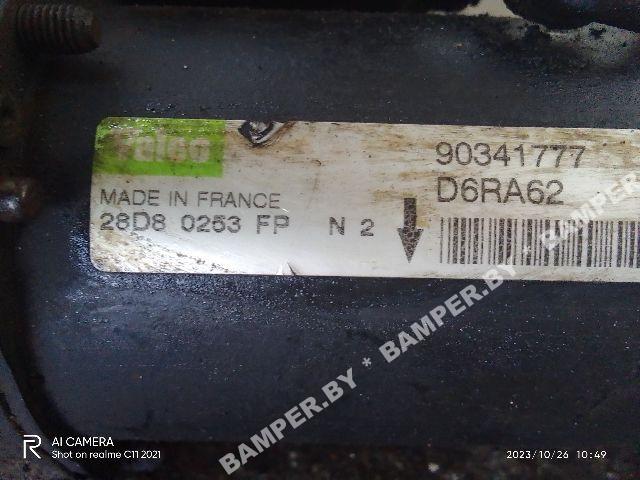 Valeo
90341777
D6RA62
MADE IN FRANCE
28D8 0253 FP N 2
BAMPER.BY * BAMPER.BY * BAMPER.BY
R AI CAMERA
Shot on realme C11 2021
2023/10/26 10:49